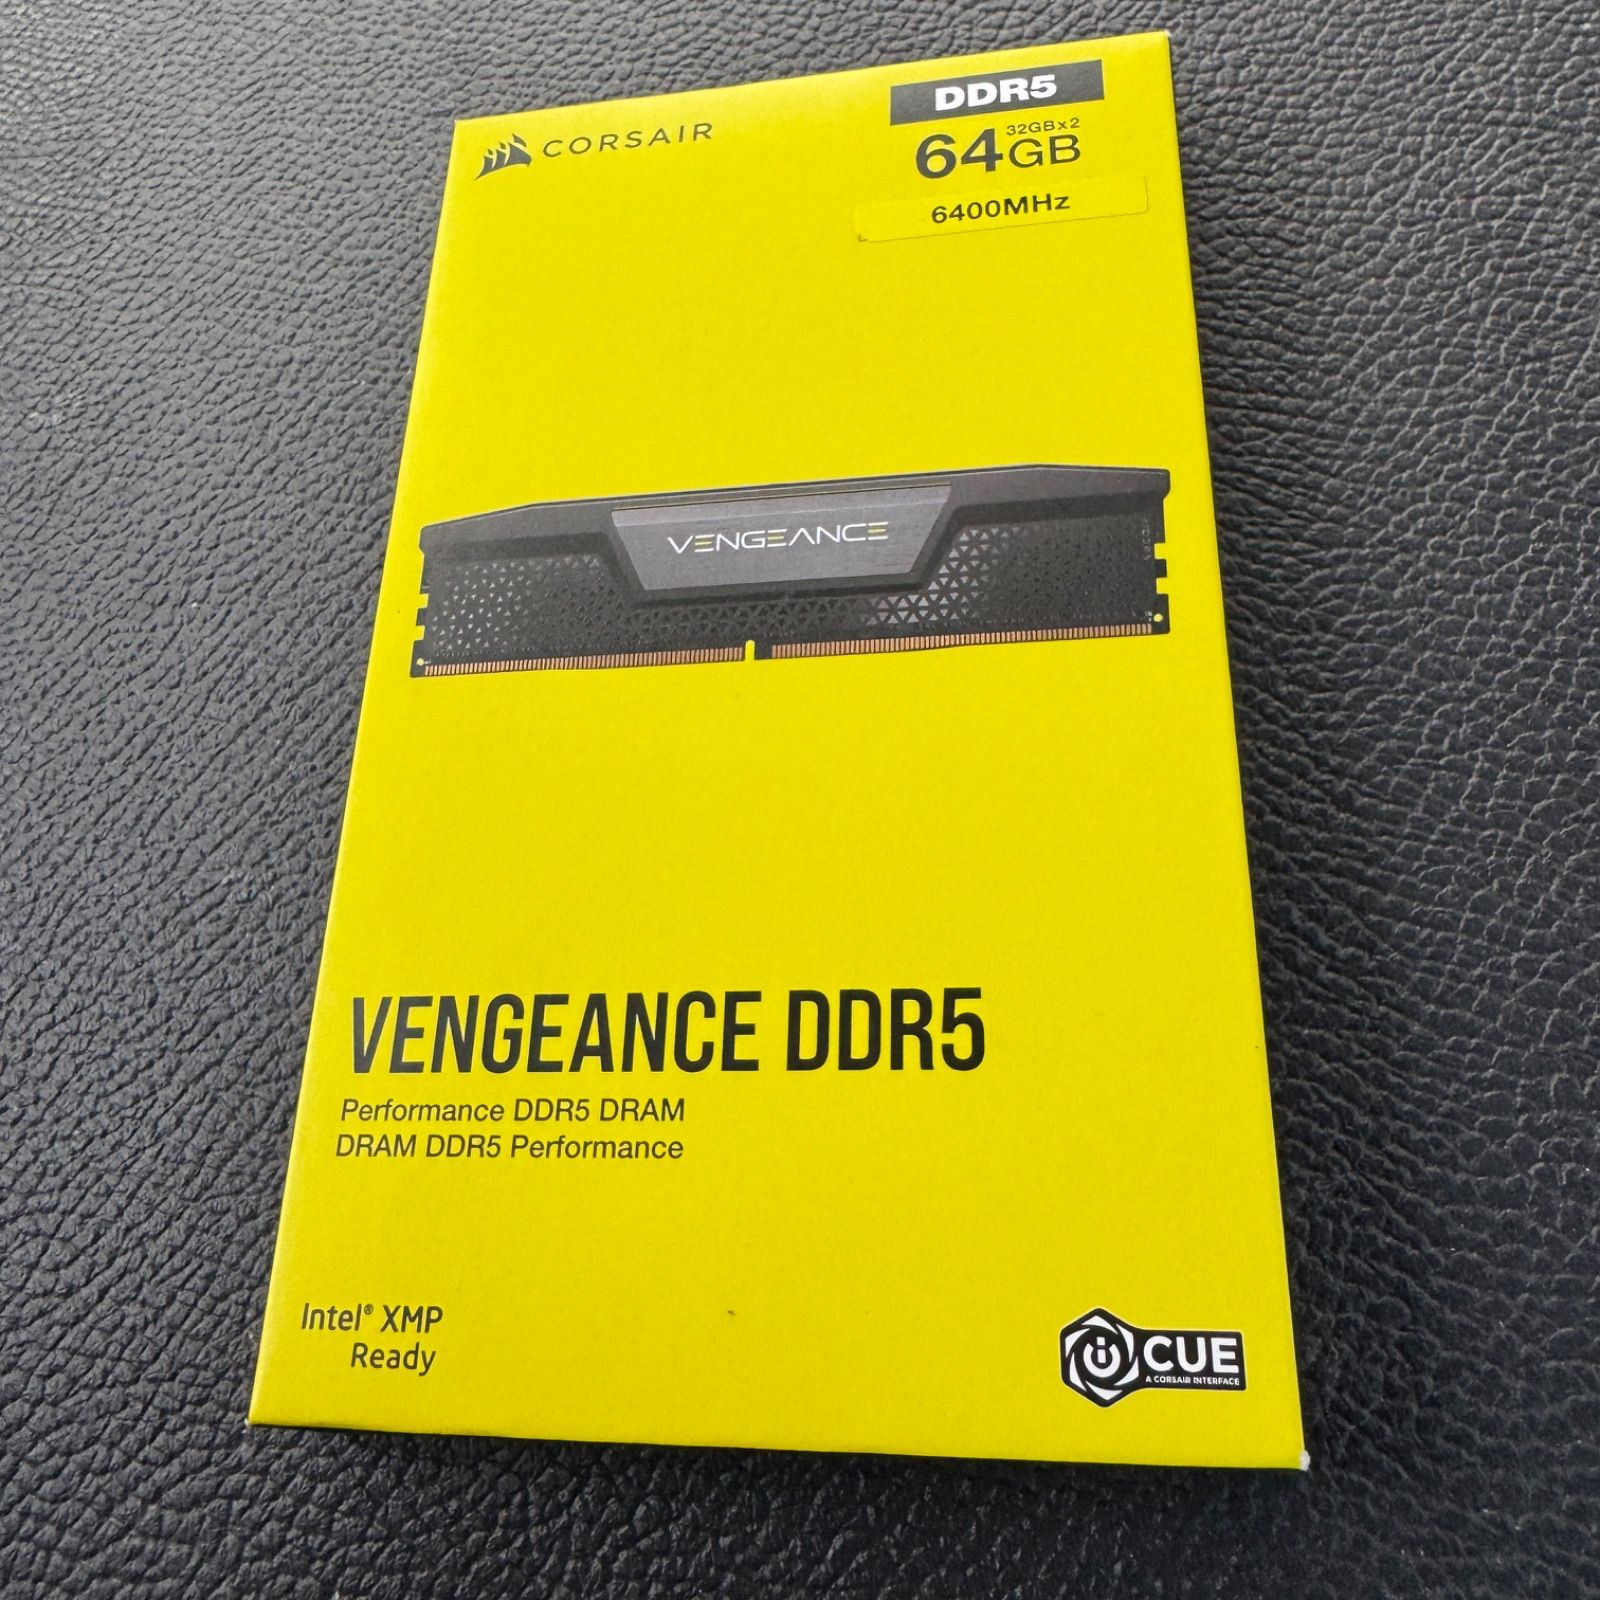 CORSAIR
DDR5
32GBx2
64GB
6400MHz
VENGEANCE
VENGEANCE DDR5
Performance DDR5 DRAM
DRAM DDR5 Performance
Intel® XMP
Ready
iCUE
A CORSAIR INTERFACE